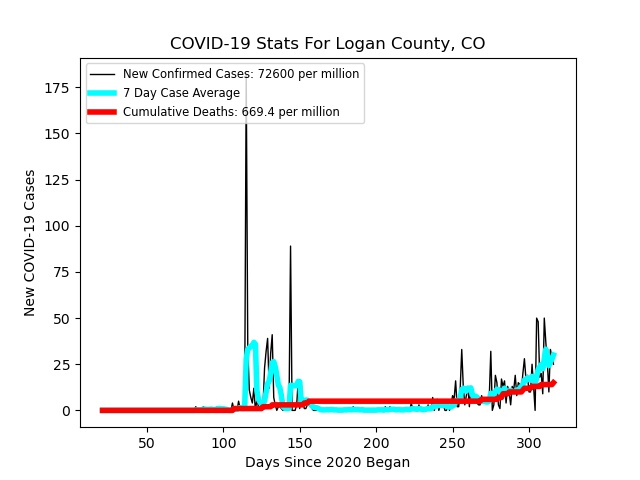 COVID-19 Stats For Logan County, CO
New Confirmed Cases: 72600 per million
7 Day Case Average
Cumulative Deaths: 669.4 per million
New COVID-19 Cases
175
150
125
100
75
50
25
0
50
100
150
200
250
300
Days Since 2020 Began